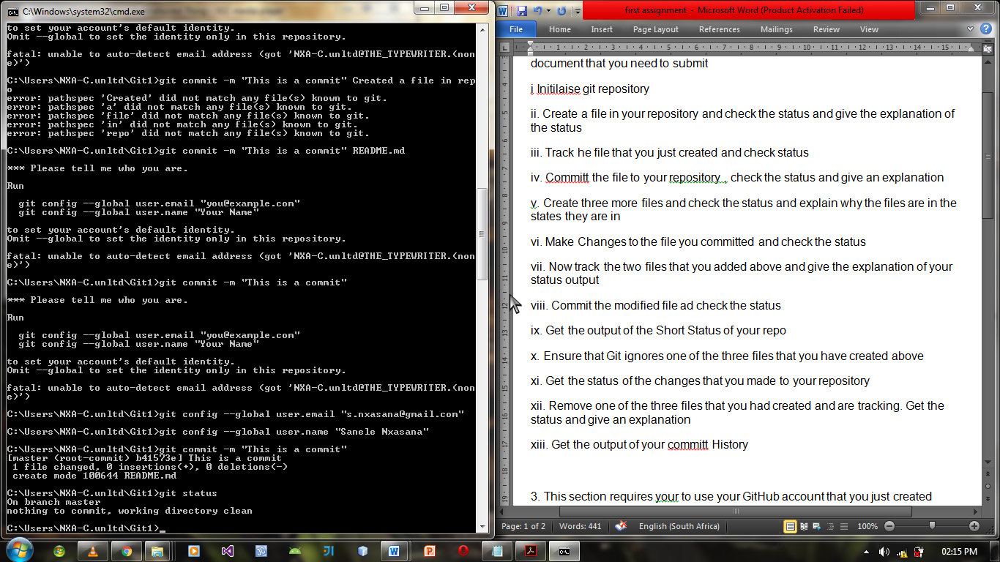 C:\Windows\system32\cmd.exe
to set your account's default identity.
Omit --global to set the identity only in this repository.
fatal: unable to auto-detect email address (got 'NXA-C.unltd@THE_TYPEWRITER.(non
e)')
C:\Users\NXA-C.unltd\Git1>git commit -m "This is a commit" Created a file in rep
o
error: pathspec 'Created' did not match any file(s) known to git.
error: pathspec 'a' did not match any file(s) known to git.
error: pathspec 'file' did not match any file(s) known to git.
error: pathspec 'in' did not match any file(s) known to git.
error: pathspec 'repo' did not match any file(s) known to git.
C:\Users\NXA-C.unltd\Git1>git commit -m "This is a commit" README.md
*** Please tell me who you are.
Run
git config --global user.email "you@example.com"
git config --global user.name "Your Name"
to set your account's default identity.
Omit --global to set the identity only in this repository.
fatal: unable to auto-detect email address (got 'NXA-C.unltd@THE_TYPEWRITER.(non
e)')
C:\Users\NXA-C.unltd\Git1>git commit -m "This is a commit"
*** Please tell me who you are.
Run
git config --global user.email "you@example.com"
git config --global user.name "Your Name"
to set your account's default identity.
Omit --global to set the identity only in this repository.
fatal: unable to auto-detect email address (got 'NXA-C.unltd@THE_TYPEWRITER.(non
e)')
C:\Users\NXA-C.unltd\Git1>git config --global user.email "s.nxasana@gmail.com"
C:\Users\NXA-C.unltd\Git1>git config --global user.name "Sanele Nxasana"
C:\Users\NXA-C.unltd\Git1>git commit -m "This is a commit"
[master (root-commit) b41573e] This is a commit
1 file changed, 0 insertions(+), 0 deletions(-)
create mode 100644 README.md
C:\Users\NXA-C.unltd\Git1>git status
On branch master
nothing to commit, working directory clean
C:\Users\NXA-C.unltd\Git1>_
first assignment - Microsoft Word (Product Activation Failed)
File Home Insert Page Layout References Mailings Review View
1 2 3 4 5 6 7 8 9 10 11 12 13 14 15
document that you need to submit
i Initilaise git repository
ii. Create a file in your repository and check the status and give the explanation of
the status
iii. Track he file that you just created and check status
iv. Committ the file to your repository , check the status and give an explanation
v. Create three more files and check the status and explain why the files are in the
states they are in
vi. Make Changes to the file you committed and check the status
vii. Now track the two files that you added above and give the explanation of your
status output
viii. Commit the modified file ad check the status
ix. Get the output of the Short Status of your repo
x. Ensure that Git ignores one of the three files that you have created above
xi. Get the status of the changes that you made to your repository
xii. Remove one of the three files that you had created and are tracking. Get the
status and give an explanation
xiii. Get the output of your committ History
3. This section requires your to use your GitHub account that you just created
Page: 1 of 2 Words: 441 English (South Africa) 100%
02:15 PM